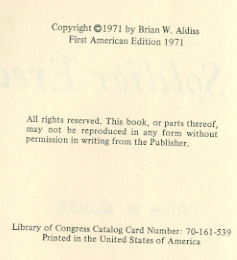 Copyright ©1971 by Brian W. Aldiss
First American Edition 1971
All rights reserved. This book, or parts thereof,
may not be reproduced in any form without
permission in writing from the Publisher.
Library of Congress Catalog Card Number: 70-161-539
Printed in the United States of America